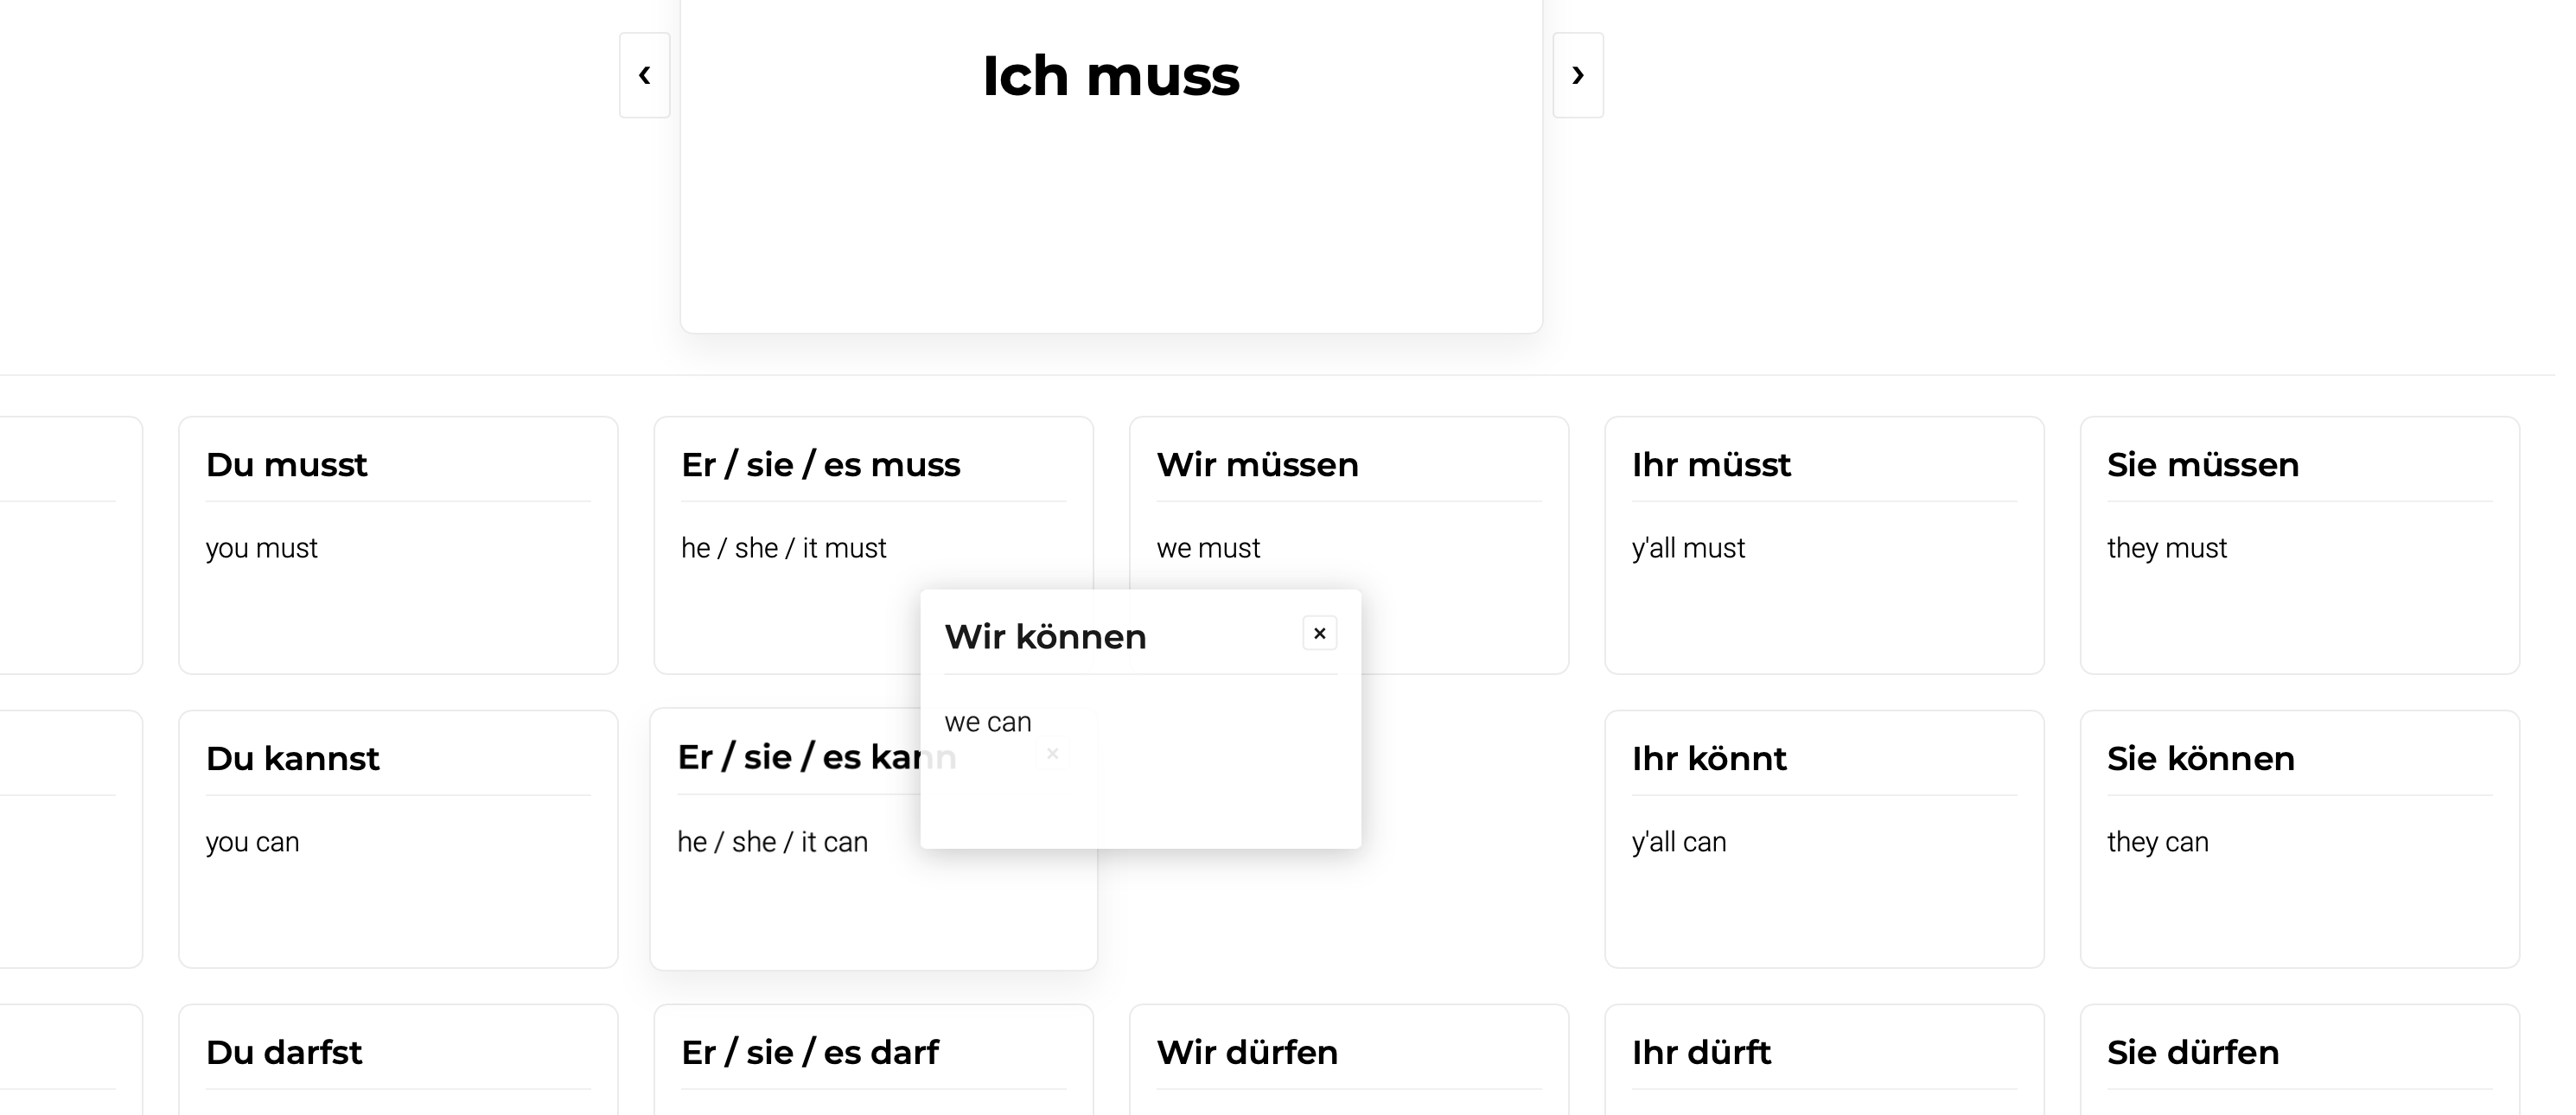 ‹
Ich muss
›
Du musst
you must
Er / sie / es muss
he / she / it must
Wir müssen
we must
Ihr müsst
y'all must
Sie müssen
they must
Wir können
×
we can
Du kannst
you can
Er / sie / es kann
×
he / she / it can
Ihr könnt
y'all can
Sie können
they can
Du darfst
Er / sie / es darf
Wir dürfen
Ihr dürft
Sie dürfen